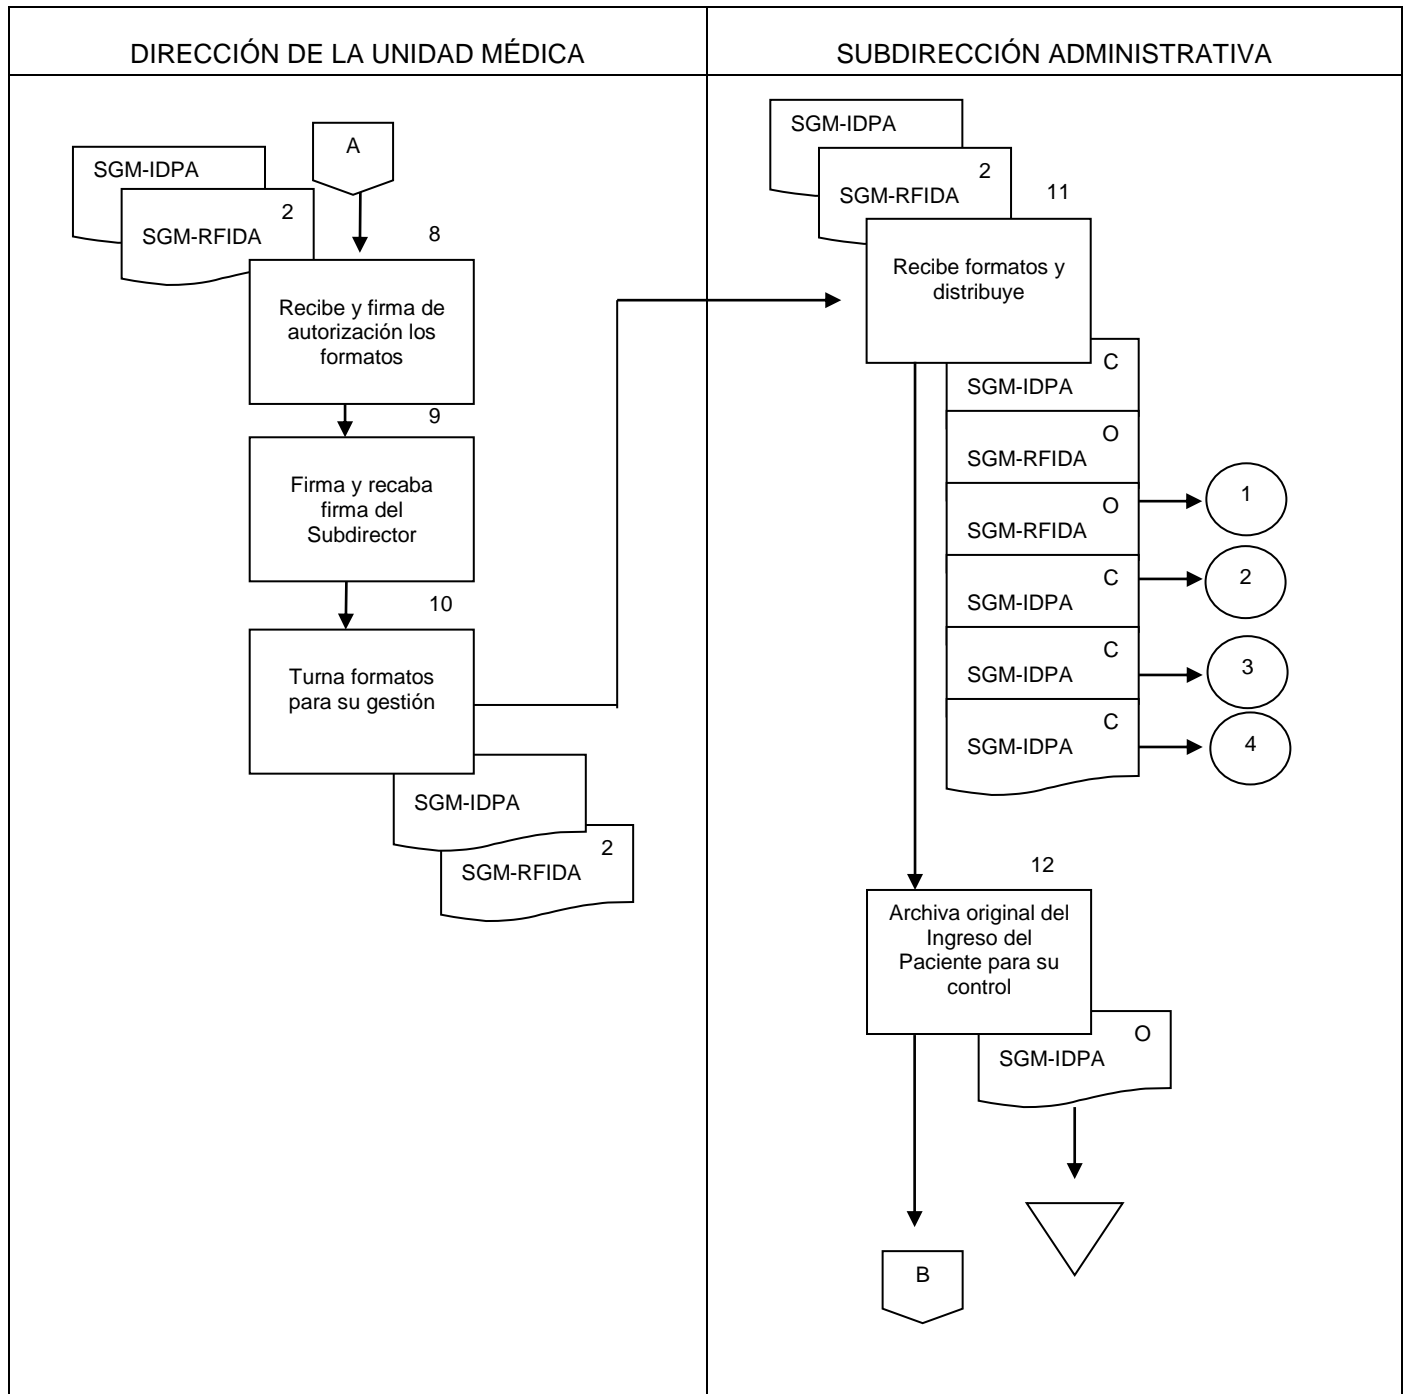 DIRECCIÓN DE LA UNIDAD MÉDICA
SUBDIRECCIÓN ADMINISTRATIVA
A
SGM-IDPA
2
SGM-RFIDA
8
Recibe y firma de
autorización los
formatos
9
Firma y recaba
firma del
Subdirector
10
Turna formatos
para su gestión
SGM-IDPA
2
SGM-RFIDA
SGM-IDPA
2
SGM-RFIDA
11
Recibe formatos y
distribuye
C
SGM-IDPA
O
SGM-RFIDA
O
SGM-RFIDA
1
C
SGM-IDPA
2
C
SGM-IDPA
3
C
SGM-IDPA
4
12
Archiva original del
Ingreso del
Paciente para su
control
O
SGM-IDPA
B